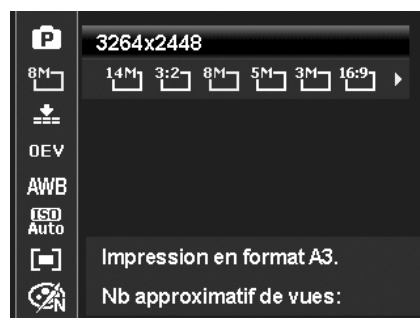 P
3264x2448
8M
14M 3:2 8M 5M 3M 16:9
0EV
AWB
ISO
Auto
Impression en format A3.
N
Nb approximatif de vues: